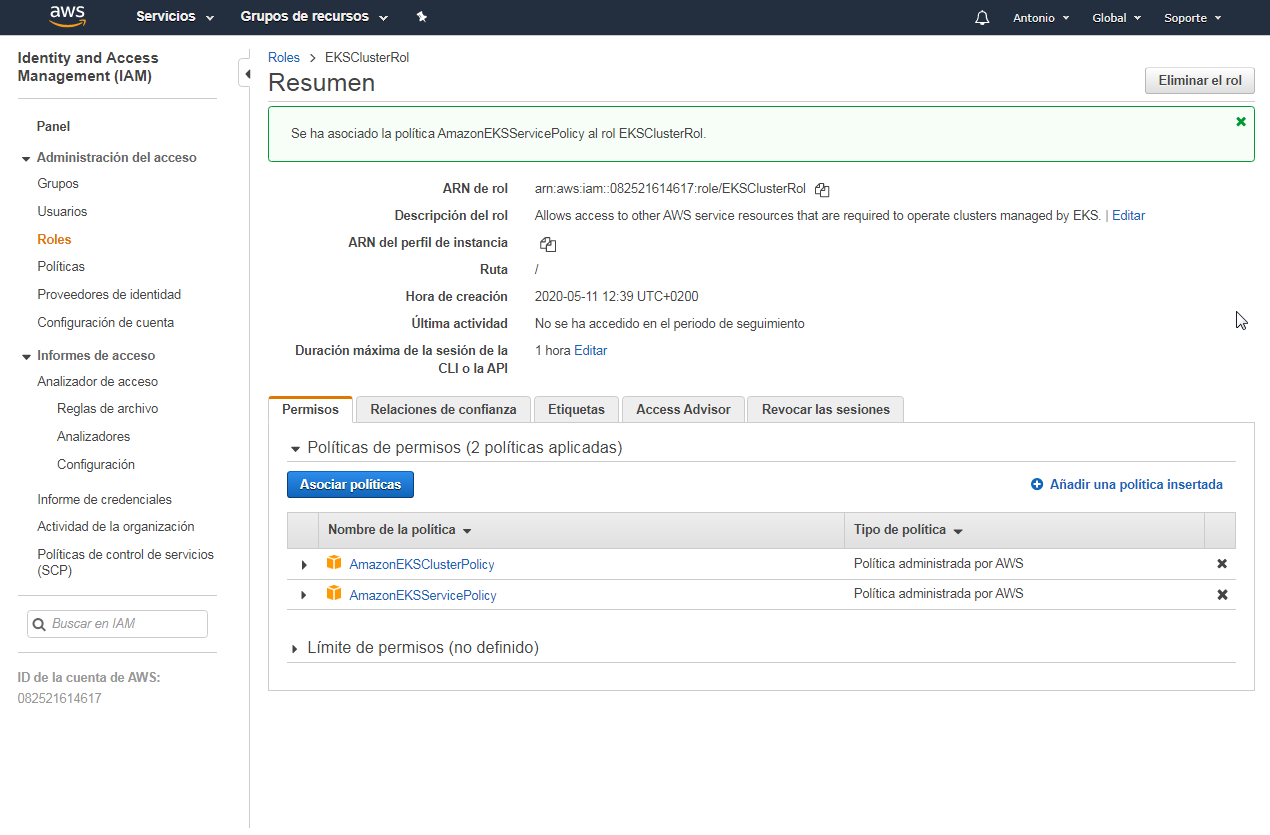 aws Servicios Grupos de recursos Antonio Global Soporte
Identity and Access
Management (IAM)
Panel
Administración del acceso
Grupos
Usuarios
Roles
Políticas
Proveedores de identidad
Configuración de cuenta
Informes de acceso
Analizador de acceso
Reglas de archivo
Analizadores
Configuración
Informe de credenciales
Actividad de la organización
Políticas de control de servicios
(SCP)
Buscar en IAM
ID de la cuenta de AWS:
082521614617
Roles > EKSClusterRol
Resumen
Eliminar el rol
Se ha asociado la política AmazonEKSServicePolicy al rol EKSClusterRol.
ARN de rol arn:aws:iam::082521614617:role/EKSClusterRol
Descripción del rol Allows access to other AWS service resources that are required to operate clusters managed by EKS. | Editar
ARN del perfil de instancia
Ruta /
Hora de creación 2020-05-11 12:39 UTC+0200
Última actividad No se ha accedido en el periodo de seguimiento
Duración máxima de la sesión de la 1 hora Editar
CLI o la API
Permisos Relaciones de confianza Etiquetas Access Advisor Revocar las sesiones
Políticas de permisos (2 políticas aplicadas)
Asociar políticas Añadir una política insertada
Nombre de la política Tipo de política
AmazonEKSClusterPolicy Política administrada por AWS
AmazonEKSServicePolicy Política administrada por AWS
Límite de permisos (no definido)